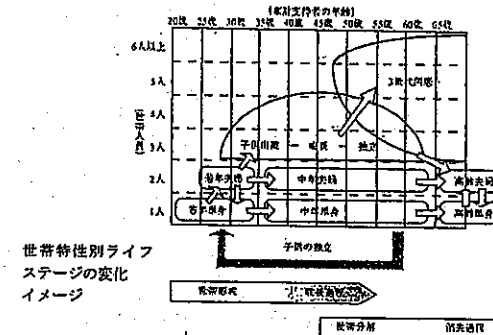 (家計支持者の年齢)
20歳 25歳 30歳 35歳 40歳 45歳 50歳 55歳 60歳 65歳
6人以上
5人
4人
3人
2人
1人
(世帯人員)
3世代同居
子供出産 成長 独立
若年夫婦
中年夫婦
高齢夫婦
若年単身
中年単身
高齢単身
子供の独立
世帯特性別ライフ
ステージの変化
イメージ
世帯形成
世帯分解
消失過程